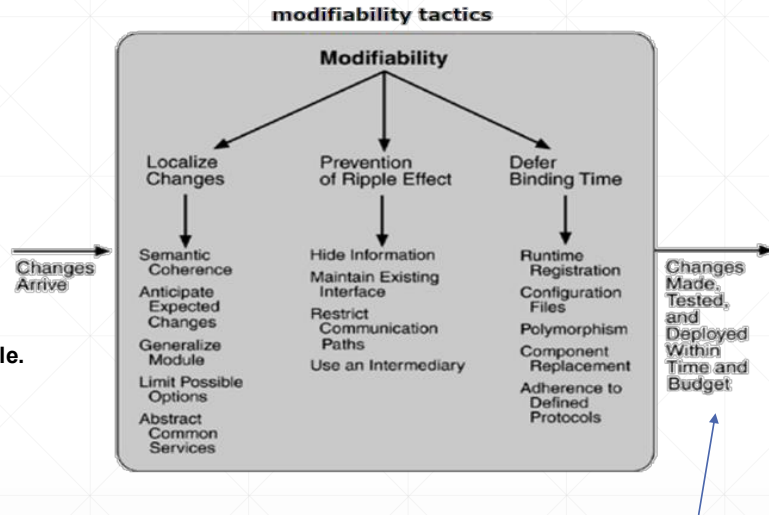 modifiability tactics
Modifiability
Localize
Changes
Prevention
of Ripple Effect
Defer
Binding Time
Changes
Arrive
Semantic
Coherence
Anticipate
Expected
Changes
Generalize
Module
Limit Possible
Options
Abstract
Common
Services
Hide Information
Maintain Existing
Interface
Restrict
Communication
Paths
Use an Intermediary
Runtime
Registration
Configuration
Files
Polymorphism
Component
Replacement
Adherence to
Defined
Protocols
Changes
Made,
Tested,
and
Deployed
Within
Time and
Budget
le.